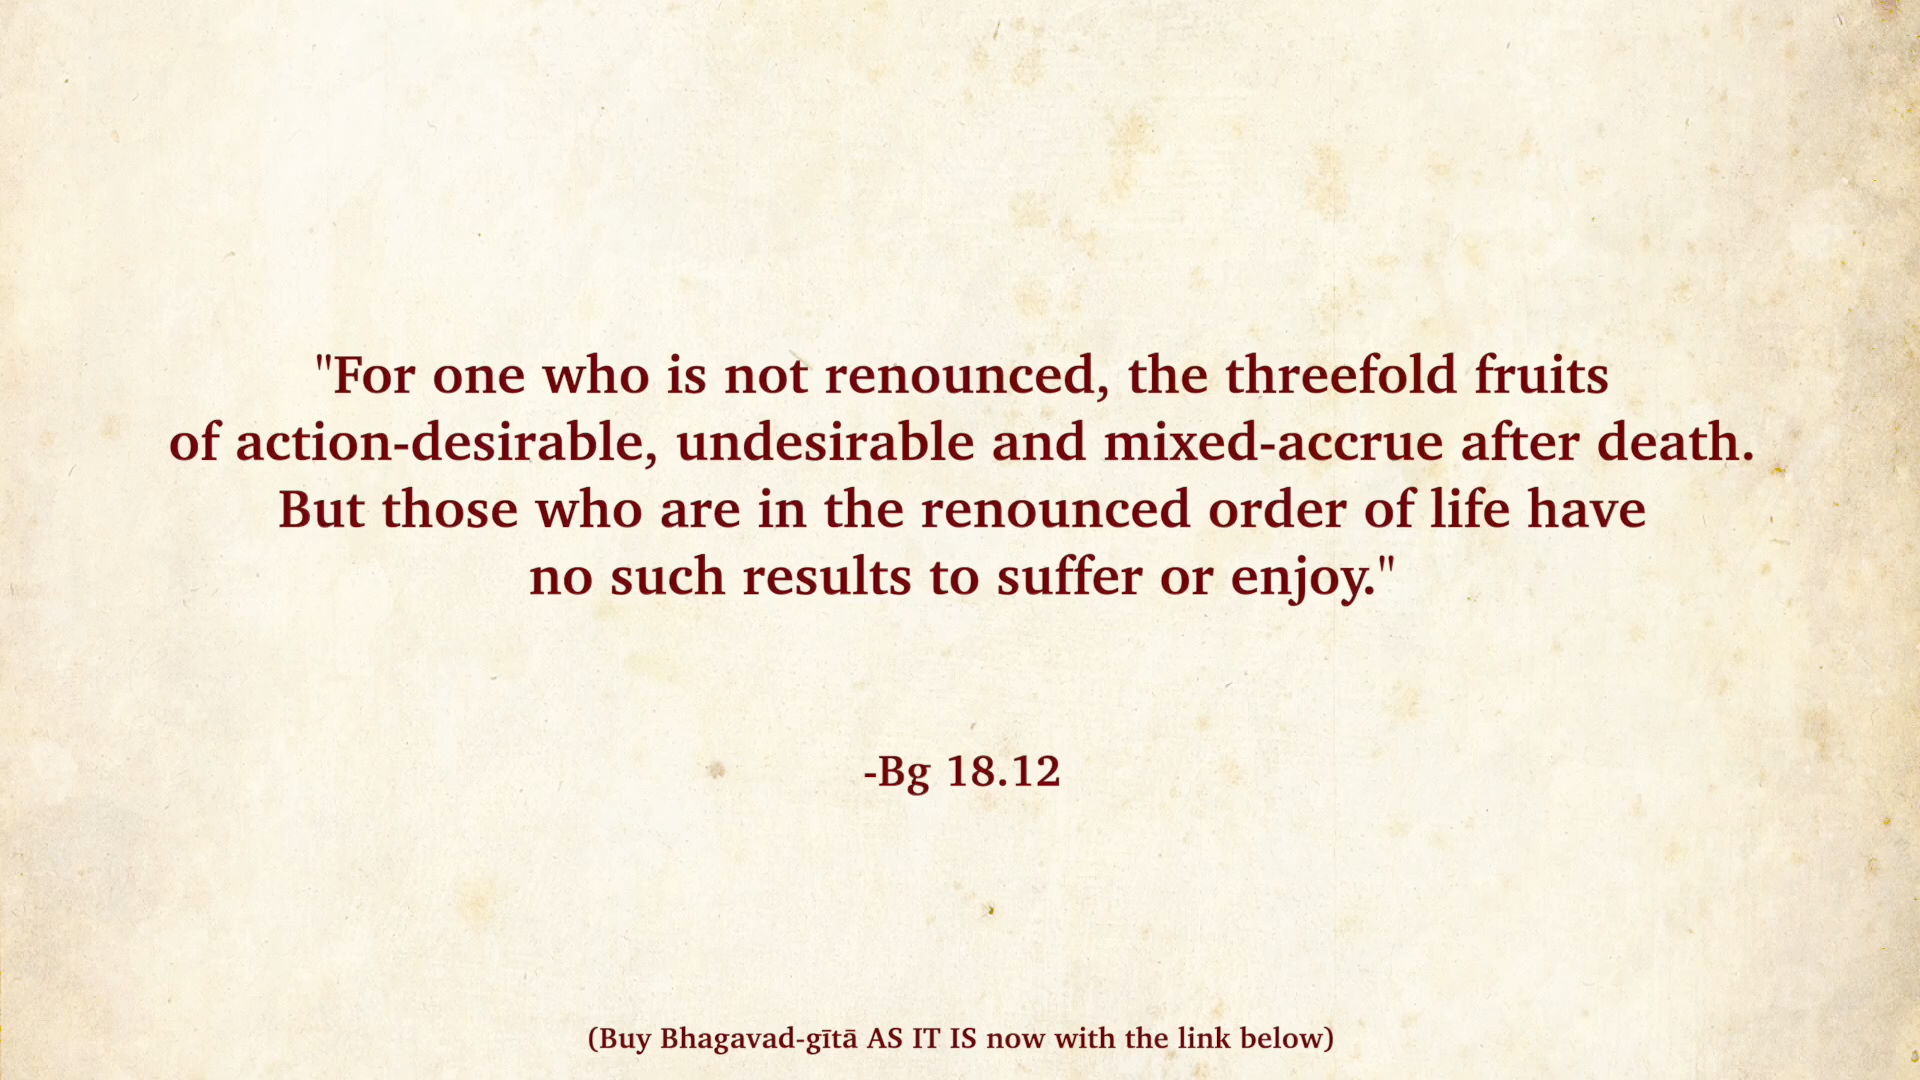 "For one who is not renounced, the threefold fruits
of action-desirable, undesirable and mixed-accrue after death.
But those who are in the renounced order of life have
no such results to suffer or enjoy."
-Bg 18.12
(Buy Bhagavad-gītā AS IT IS now with the link below)